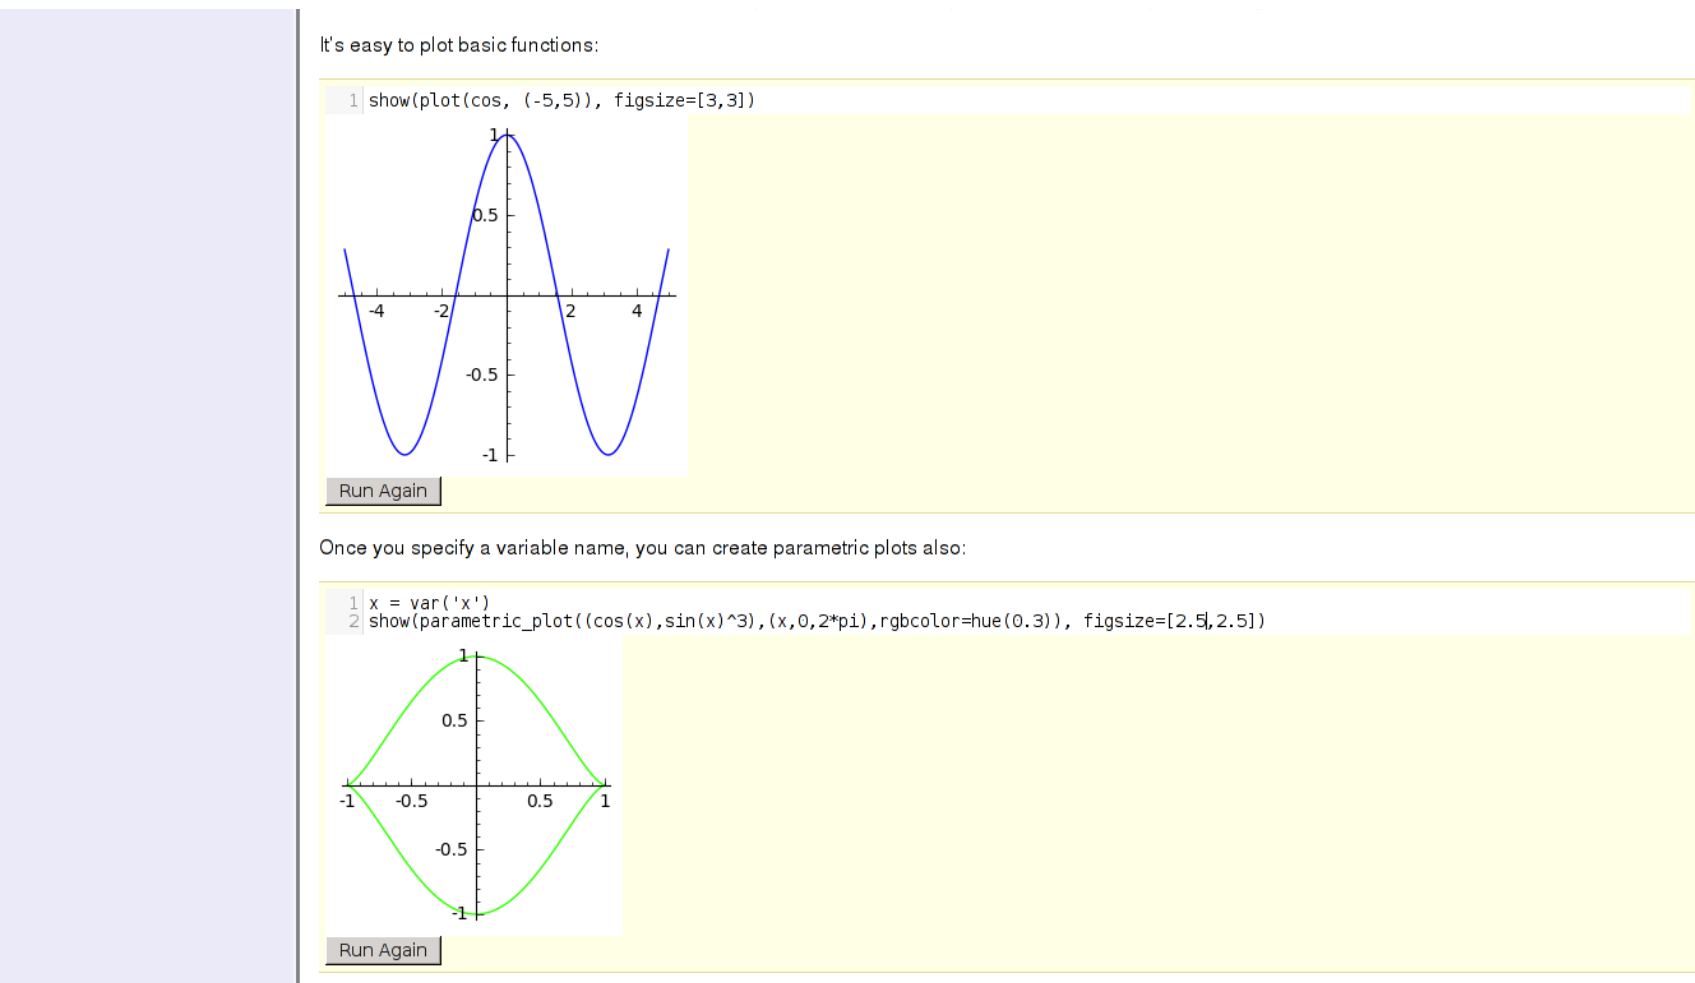 It's easy to plot basic functions:
1 show(plot(cos, (-5,5)), figsize=[3,3])
1
0.5
-4 -2 2 4
-0.5
-1
Run Again
Once you specify a variable name, you can create parametric plots also:
1 x = var('x')
2 show(parametric_plot((cos(x),sin(x)^3),(x,0,2*pi),rgbcolor=hue(0.3)), figsize=[2.5,2.5])
1
0.5
-1 -0.5 0.5 1
-0.5
-1
Run Again